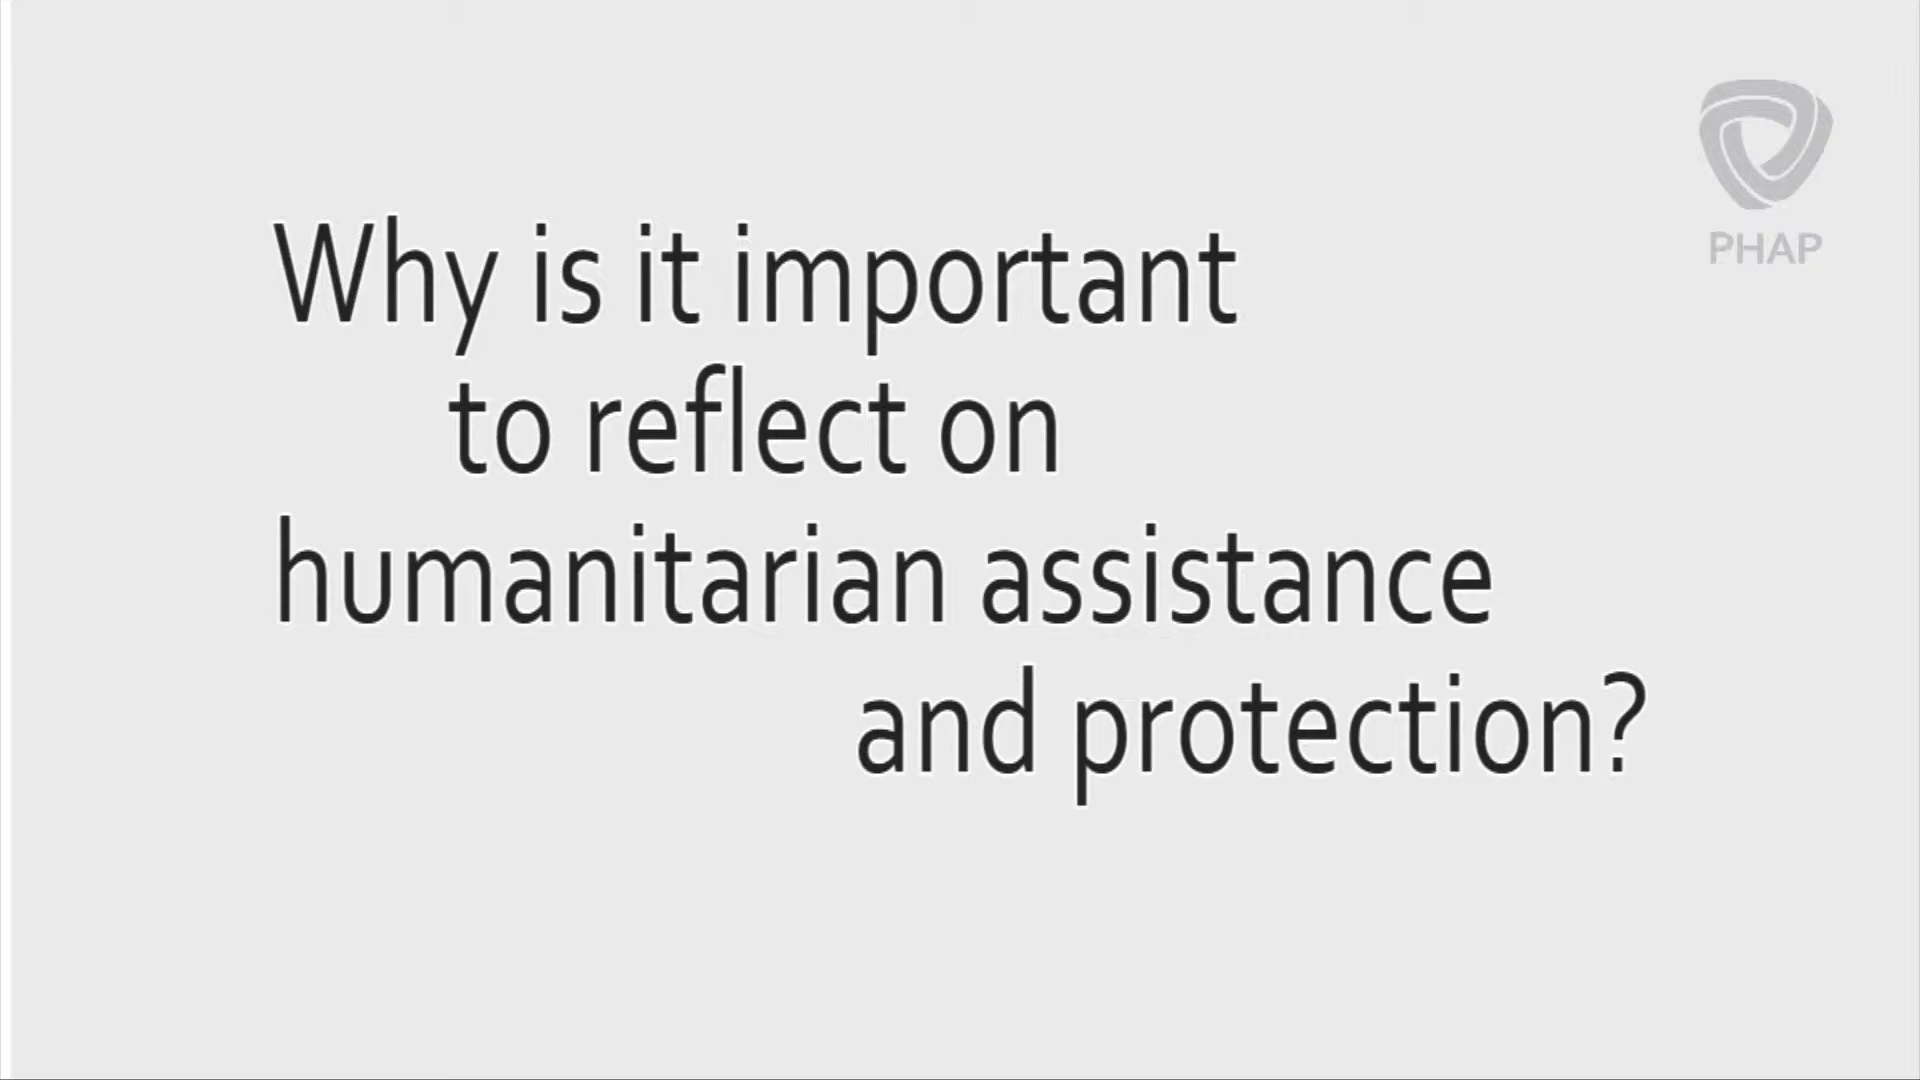 PHAP
Why is it important
to reflect on
humanitarian assistance
and protection?